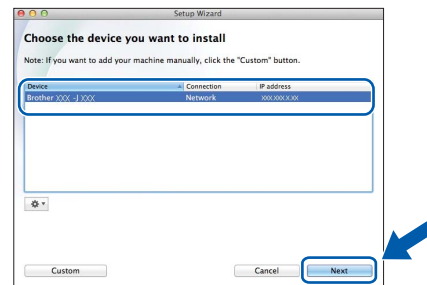 Setup Wizard
Choose the device you want to install
Note: If you want to add your machine manually, click the "Custom" button.
Device Connection IP address
Brother XXX -J XXX Network XXX.XXX.X.XX
Custom Cancel Next